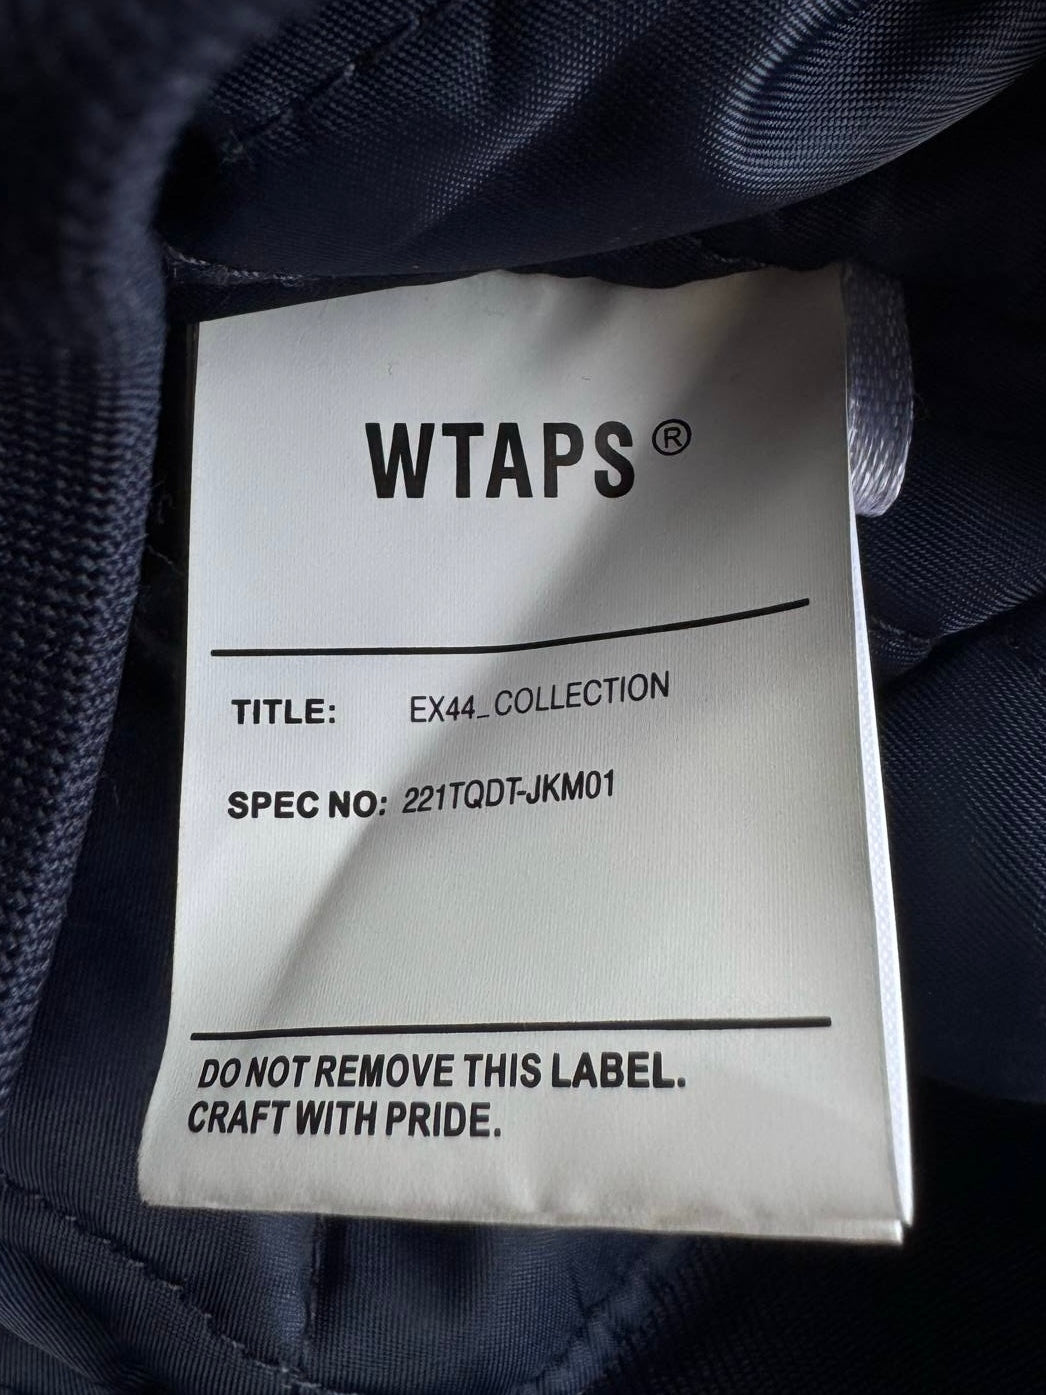 WTAPS®
TITLE: EX44_COLLECTION
SPEC NO: 221TQDT-JKM01
DO NOT REMOVE THIS LABEL.
CRAFT WITH PRIDE.